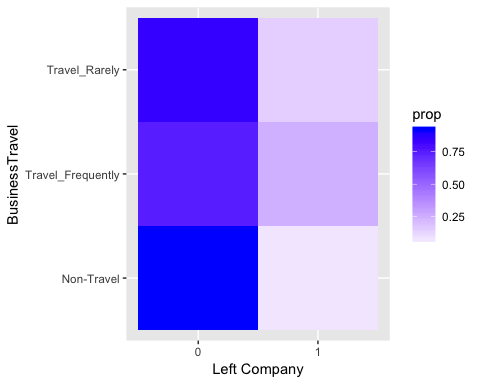 BusinessTravel
Travel_Rarely
Travel_Frequently
Non-Travel
0 1
Left Company
prop
0.75
0.50
0.25